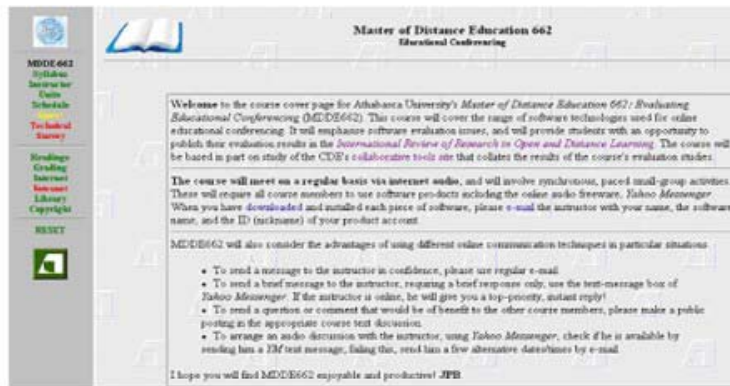 Master of Distance Education 662
Educational Conferencing
MDDE662
Syllabus
Instructor
Units
Schedule
Technical
Survey
Readings
Grading
Internet
Intranet
Library
Copyright
RESET
Welcome to the course cover page for Athabasca University's Master of Distance Education 662: Evaluating
Educational Conferencing (MDDE662). This course will cover the range of software technologies used for online
educational conferencing. It will emphasise software evaluation issues, and will provide students with an opportunity to
publish their evaluation results in the International Review of Research in Open and Distance Learning. The course will
be based in part on study of the CDE's collaborative tools site that collates the results of the course's evaluation studies.
The course will meet on a regular basis via internet audio, and will involve synchronous, paced small-group activities.
These will require all course members to use software products including the online audio freeware, Yahoo Messenger.
When you have downloaded and installed each piece of software, please e-mail the instructor with your name, the software
name, and the ID (nickname) of your product account.
MDDE662 will also consider the advantages of using different online communication techniques in particular situations
• To send a message to the instructor in confidence, please use regular e-mail.
• To send a brief message to the instructor, requiring a brief response only, use the text-message box of
Yahoo Messenger. If the instructor is online, he will give you a top-priority, instant reply!
• To send a question or comment that would be of benefit to the other course members, please make a public
posting in the appropriate course text discussion.
• To arrange an audio discussion with the instructor, using Yahoo Messenger, check if he is available by
sending him a YM text message, failing this, send him a few alternative dates/times by e-mail.
I hope you will find MDDE662 enjoyable and productive! JPB